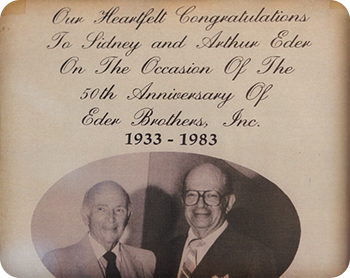 Our Heartfelt Congratulations
To Sidney and Arthur Eder
On The Occasion Of The
50th Anniversary Of
Eder Brothers, Inc.
1933 - 1983